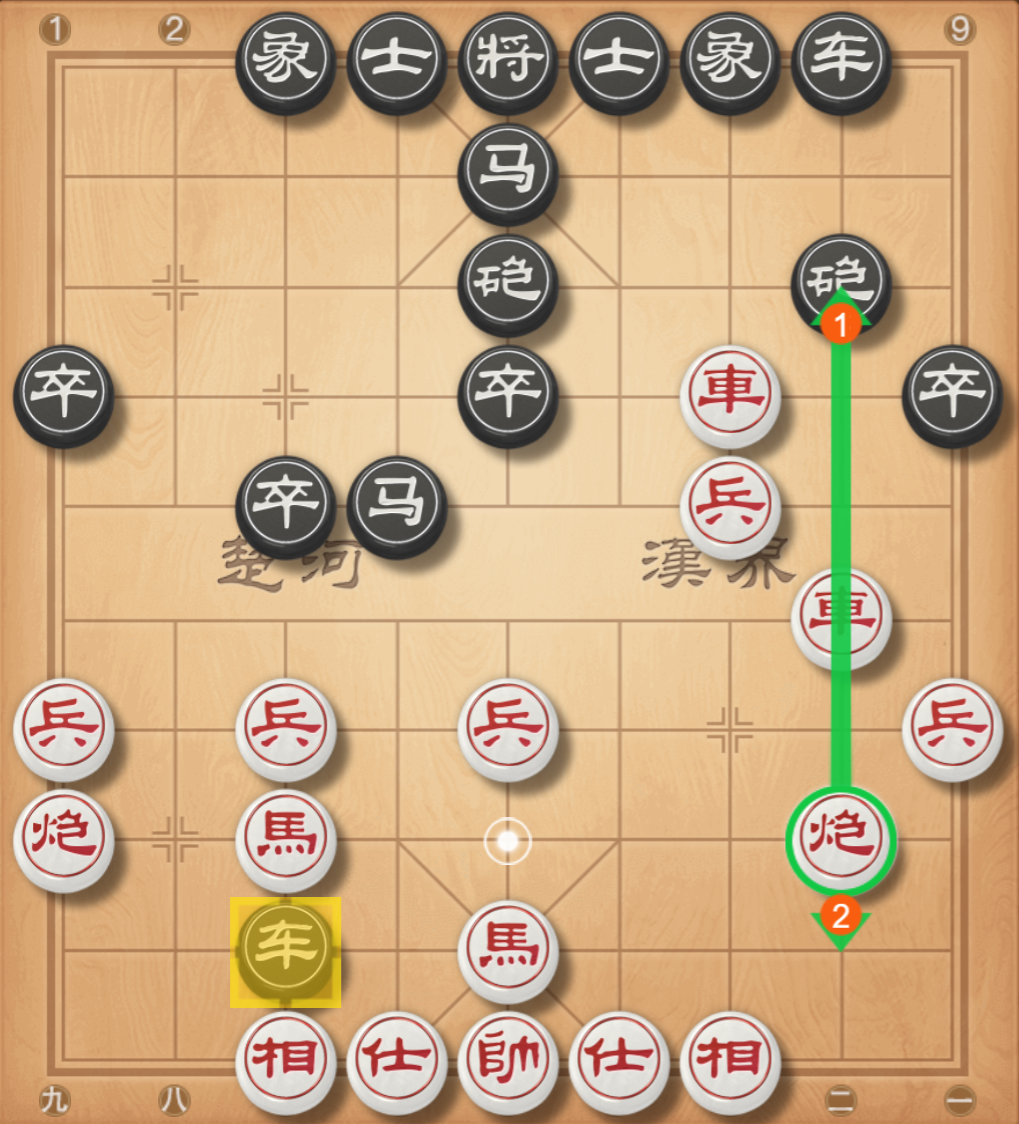 1 2 9
象 士 將 士 象 车
马
砲 砲
1
卒 卒 車 卒
卒 马 兵
楚河 漢界
車
兵 兵 兵 兵
炮 馬 炮
2
车 馬
相 仕 帥 仕 相
九 八 二 一